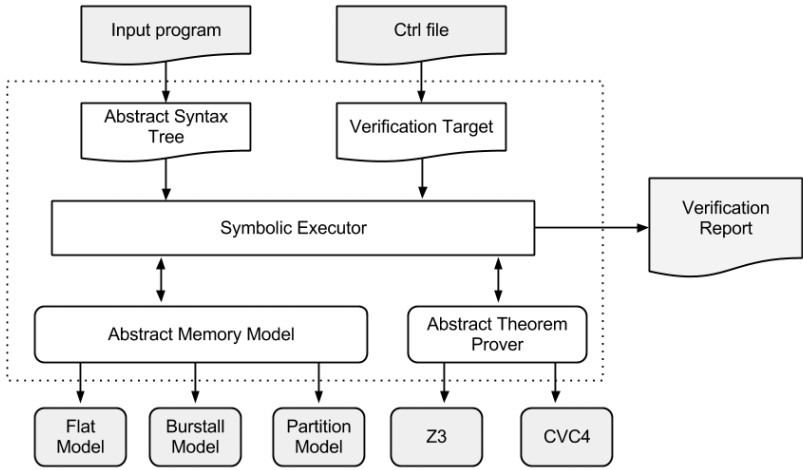 Input program
Ctrl file
Abstract Syntax
Tree
Verification Target
Symbolic Executor
Verification
Report
Abstract Memory Model
Abstract Theorem
Prover
Flat
Model
Burstall
Model
Partition
Model
Z3
CVC4